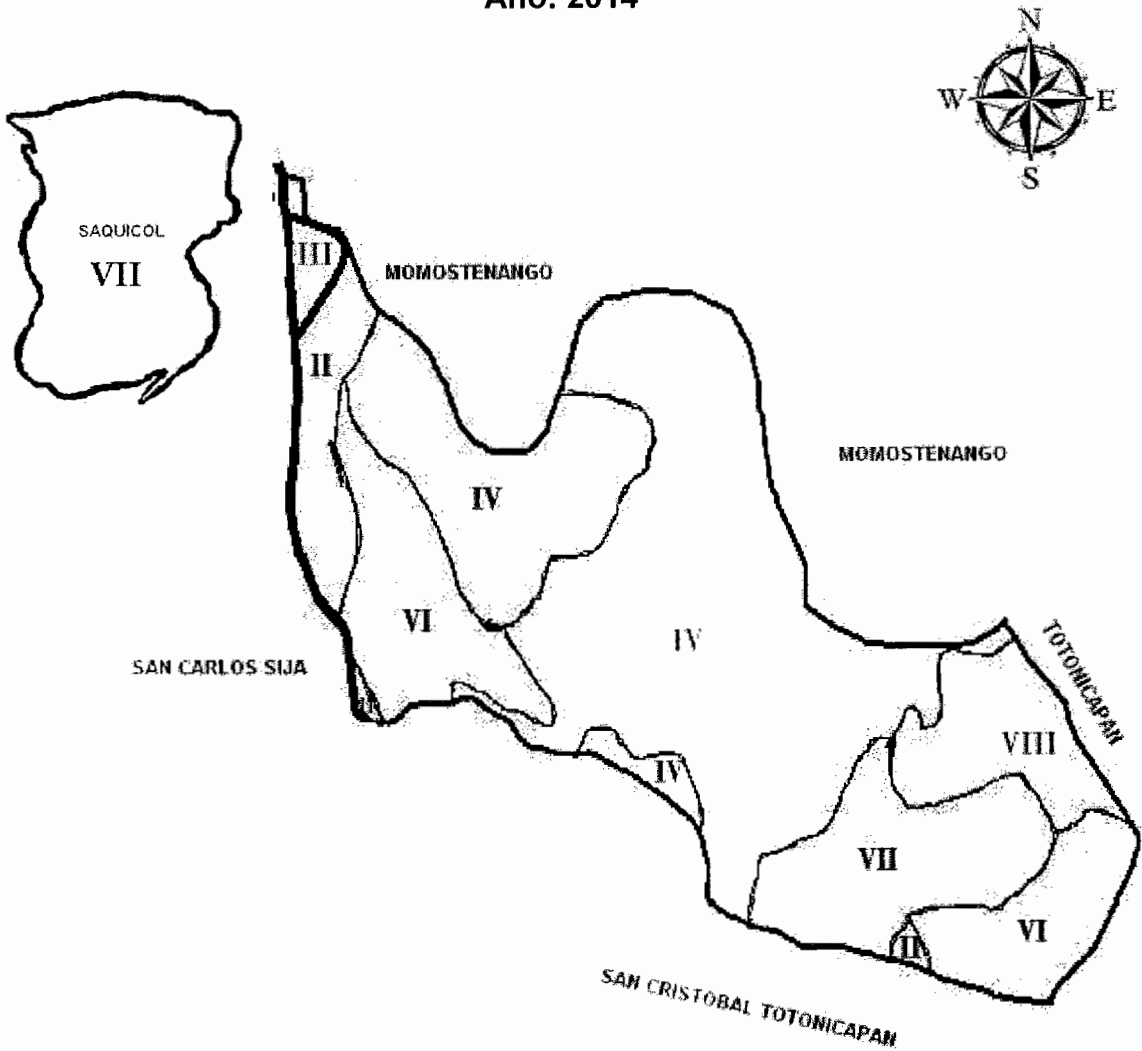 Año: 2014
N
W E
S
SAQUICOL
VII
III
MOMOSTENANGO
II
MOMOSTENANGO
IV
VI
IV
SAN CARLOS SIJA
TOTONICAPAN
VIII
IV
VII
VI
II
SAN CRISTOBAL TOTONICAPAN